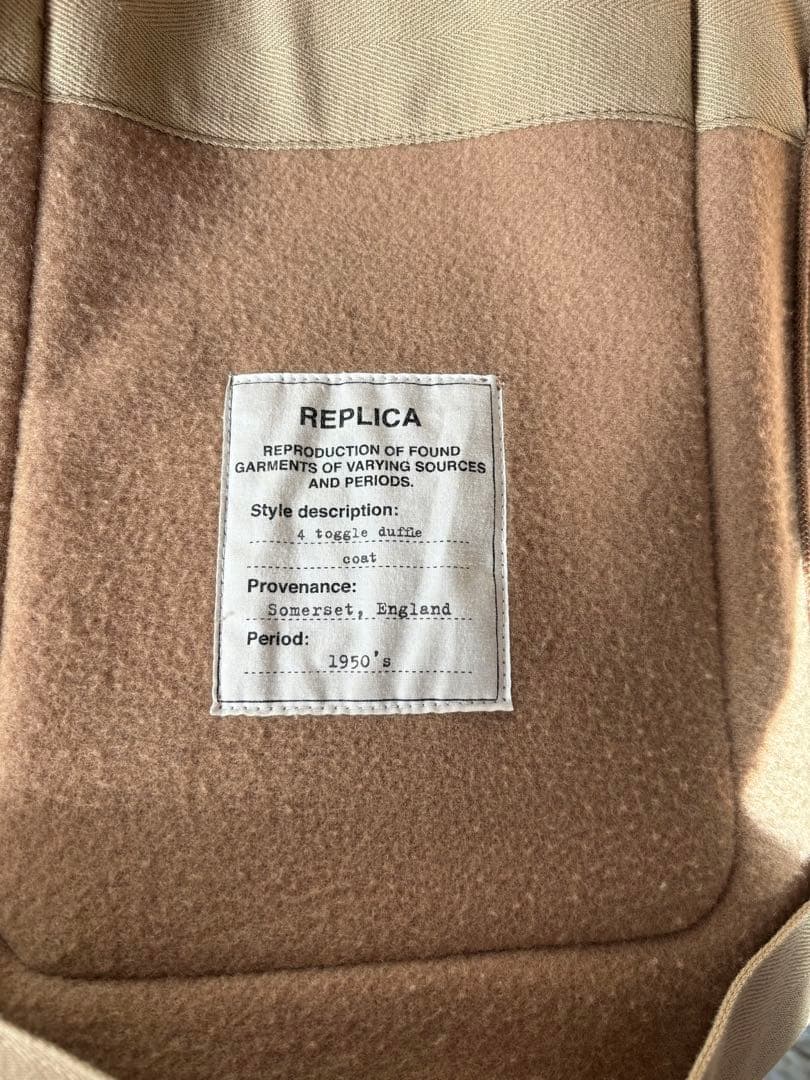 REPLICA
REPRODUCTION OF FOUND
GARMENTS OF VARYING SOURCES
AND PERIODS.
Style description:
4 toggle duffle
coat
Provenance:
Somerset, England
Period:
1950's